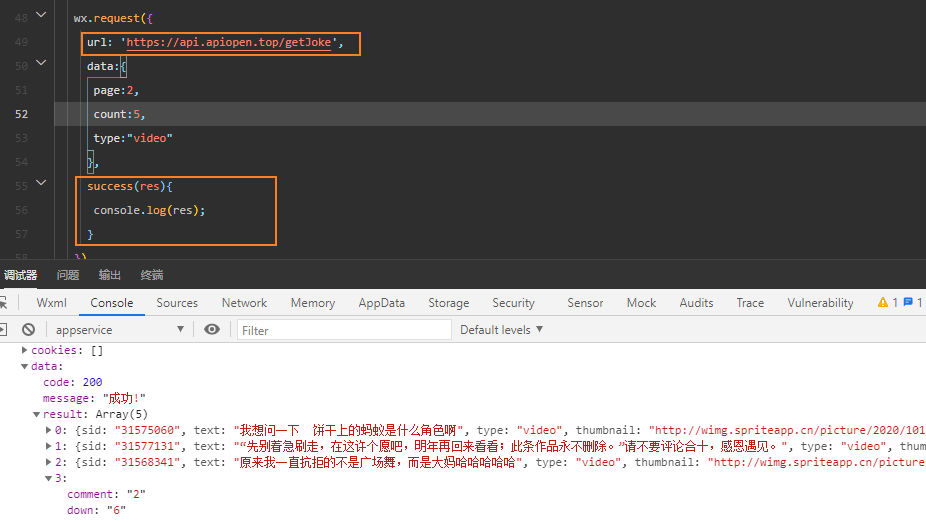 48 wx.request({
49 url: 'https://api.apiopen.top/getJoke',
50 data:{
51 page:2,
52 count:5,
53 type:"video"
54 },
55 success(res){
56 console.log(res);
57 }
58 })
调试器 问题 输出 终端
Wxml Console Sources Network Memory AppData Storage Security Sensor Mock Audits Trace Vulnerability 1 1
appservice Filter Default levels
cookies: []
data:
code: 200
message: "成功!"
result: Array(5)
0: {sid: "31575060", text: "我想问一下 饼干上的蚂蚁是什么角色啊", type: "video", thumbnail: "http://wimg.spriteapp.cn/picture/2020/101
1: {sid: "31577131", text: "“先别着急刷走，在这许个愿吧，明年再回来看看；此条作品永不删除。”请不要评论合十，感恩遇见。", type: "video", thumbna
2: {sid: "31568341", text: "原来我一直抗拒的不是广场舞，而是大妈哈哈哈哈哈哈", type: "video", thumbnail: "http://wimg.spriteapp.cn/picture
3:
comment: "2"
down: "6"